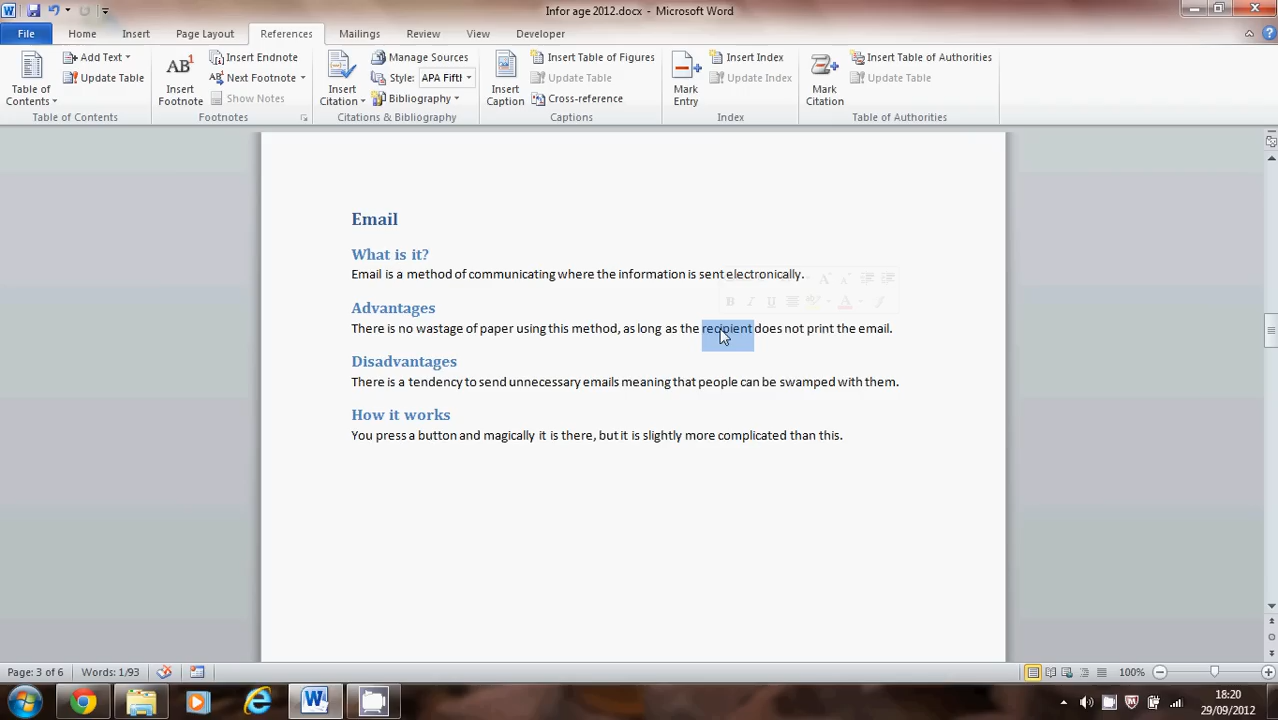 Infor age 2012.docx - Microsoft Word
File Home Insert Page Layout References Mailings Review View Developer
Table of Contents
Add Text
Update Table
Table of Contents
AB¹ Insert Footnote
Insert Endnote
Next Footnote
Show Notes
Footnotes
Insert Citation
Manage Sources
Style: APA Fifth
Bibliography
Citations & Bibliography
Insert Caption
Insert Table of Figures
Update Table
Cross-reference
Captions
Mark Entry
Insert Index
Update Index
Index
Mark Citation
Insert Table of Authorities
Update Table
Table of Authorities
Email
What is it?
Email is a method of communicating where the information is sent electronically.
Advantages
There is no wastage of paper using this method, as long as the recipient does not print the email.
Disadvantages
There is a tendency to send unnecessary emails meaning that people can be swamped with them.
How it works
You press a button and magically it is there, but it is slightly more complicated than this.
Page: 3 of 6 Words: 1/93 100%
18:20
29/09/2012